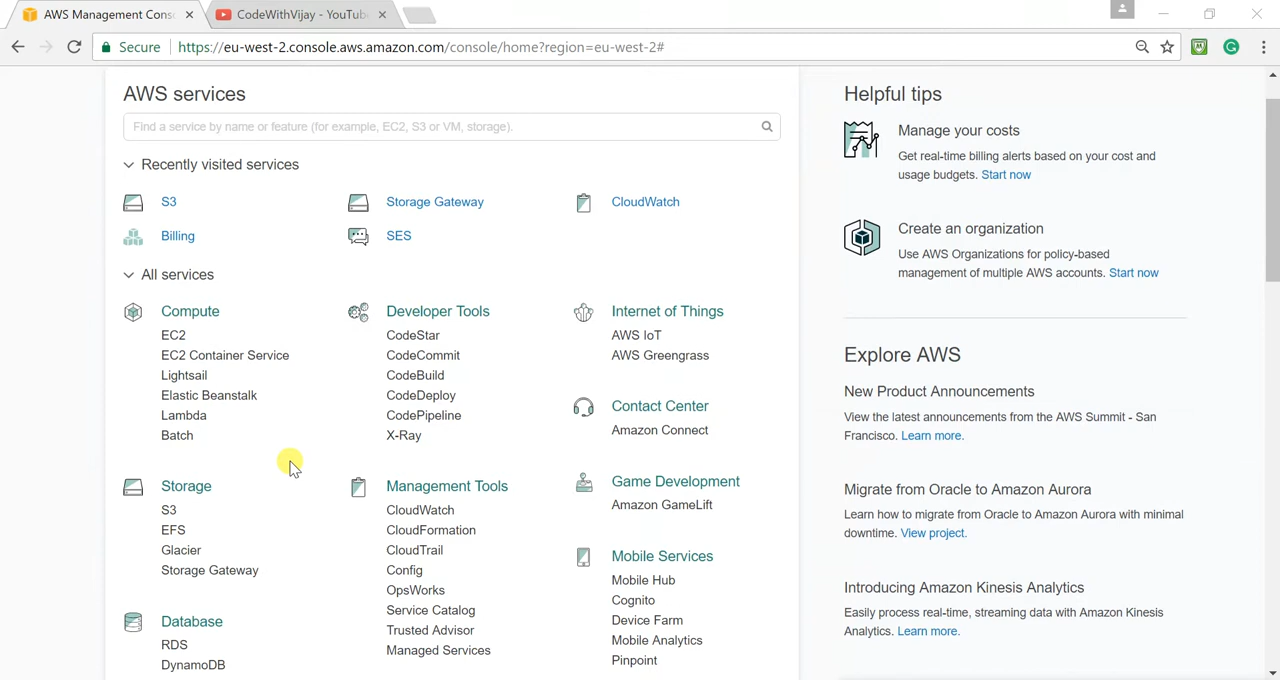 AWS Management Conso
CodeWithVijay - YouTub
Secure
https://eu-west-2.console.aws.amazon.com/console/home?region=eu-west-2#
AWS services
Find a service by name or feature (for example, EC2, S3 or VM, storage).
Recently visited services
S3
Storage Gateway
CloudWatch
Billing
SES
All services
Compute
EC2
EC2 Container Service
Lightsail
Elastic Beanstalk
Lambda
Batch
Storage
S3
EFS
Glacier
Storage Gateway
Database
RDS
DynamoDB
Developer Tools
CodeStar
CodeCommit
CodeBuild
CodeDeploy
CodePipeline
X-Ray
Management Tools
CloudWatch
CloudFormation
CloudTrail
Config
OpsWorks
Service Catalog
Trusted Advisor
Managed Services
Internet of Things
AWS IoT
AWS Greengrass
Contact Center
Amazon Connect
Game Development
Amazon GameLift
Mobile Services
Mobile Hub
Cognito
Device Farm
Mobile Analytics
Pinpoint
Helpful tips
Manage your costs
Get real-time billing alerts based on your cost and
usage budgets. Start now
Create an organization
Use AWS Organizations for policy-based
management of multiple AWS accounts. Start now
Explore AWS
New Product Announcements
View the latest announcements from the AWS Summit - San
Francisco. Learn more.
Migrate from Oracle to Amazon Aurora
Learn how to migrate from Oracle to Amazon Aurora with minimal
downtime. View project.
Introducing Amazon Kinesis Analytics
Easily process real-time, streaming data with Amazon Kinesis
Analytics. Learn more.